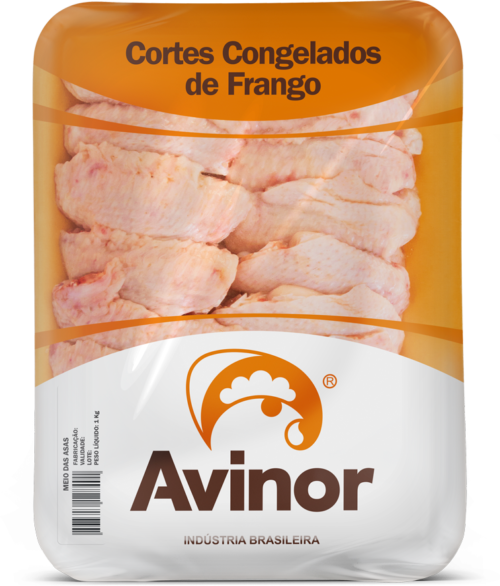 Cortes Congelados
de Frango
®
Avinor
INDÚSTRIA BRASILEIRA
MEIO DAS ASAS
FABRICAÇÃO:
VALIDADE:
LOTE:
PESO LÍQUIDO: 1 Kg